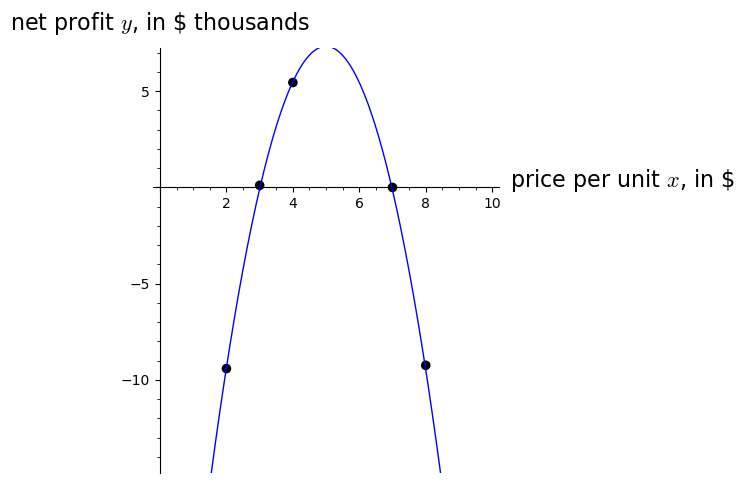 net profit y, in $ thousands
5
price per unit x, in $
2 4 6 8 10
−5
−10